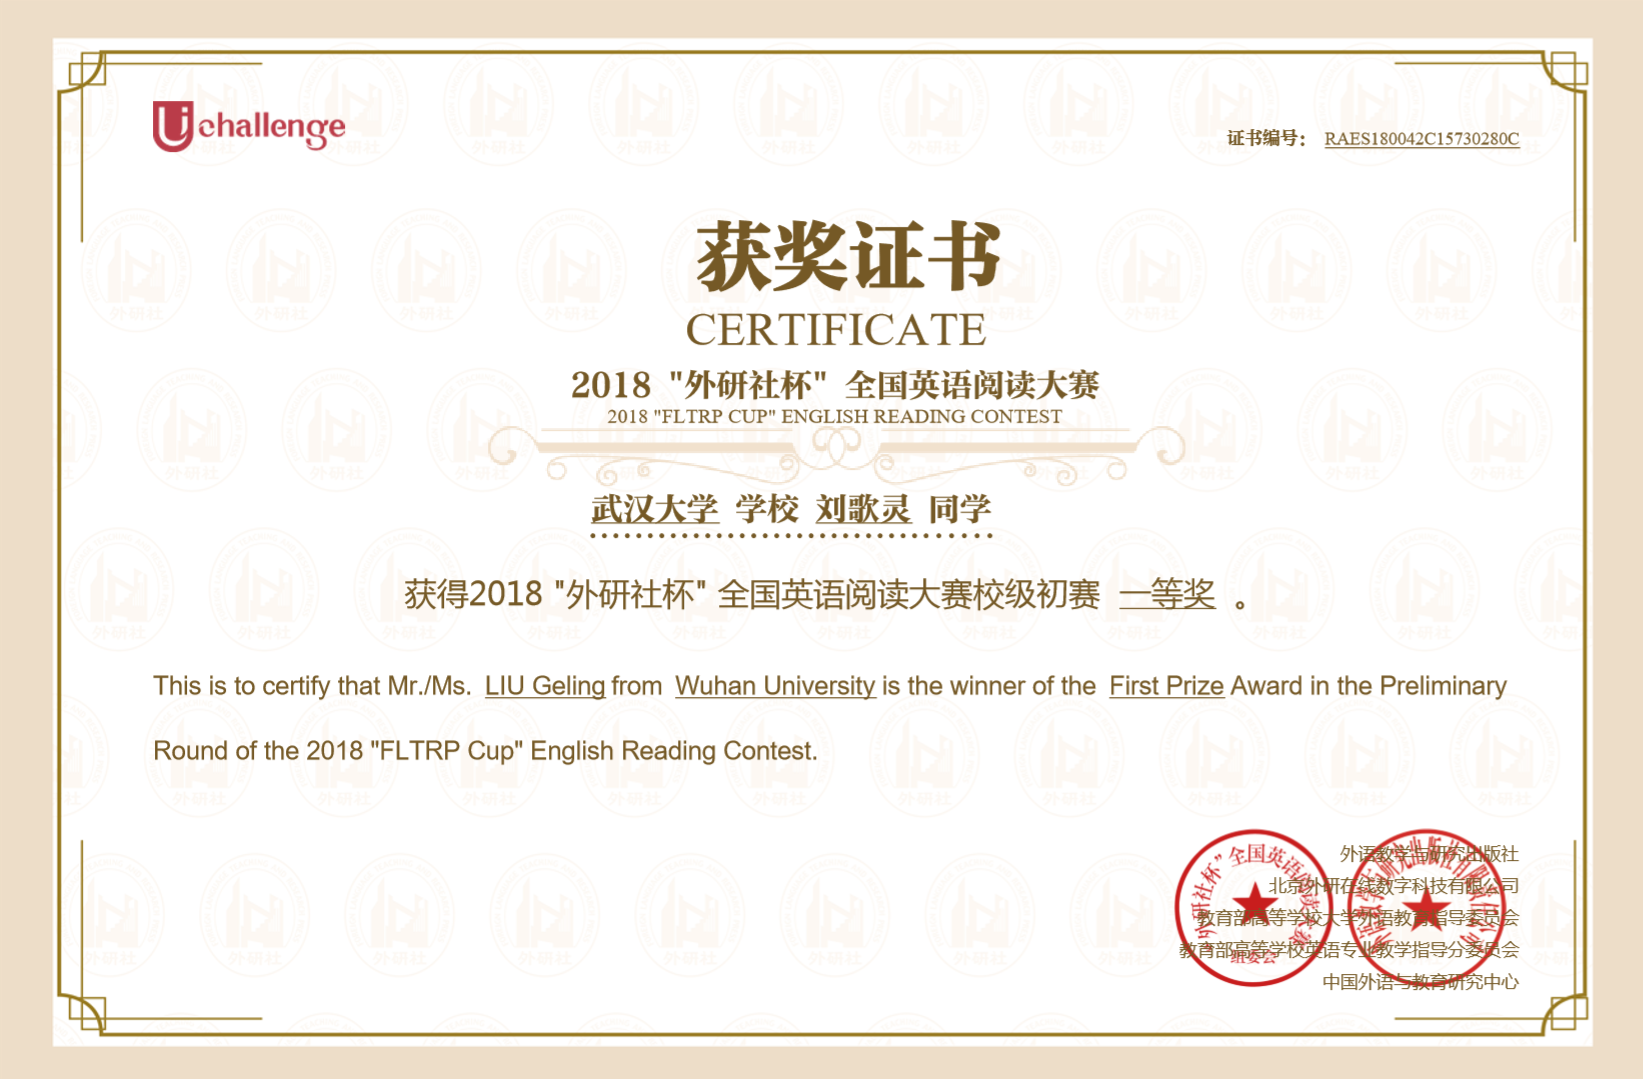 Uchallenge
证书编号： RAES180042C15730280C
获奖证书
CERTIFICATE
2018 "外研社杯" 全国英语阅读大赛
2018 "FLTRP CUP" ENGLISH READING CONTEST
武汉大学 学校 刘歌灵 同学
获得2018 "外研社杯" 全国英语阅读大赛校级初赛 一等奖 。
This is to certify that Mr./Ms. LIU Geling from Wuhan University is the winner of the First Prize Award in the Preliminary
Round of the 2018 "FLTRP Cup" English Reading Contest.
外语教学与研究出版社
北京外研在线数字科技有限公司
教育部高等学校大学外语教育指导委员会
教育部高等学校英语专业教学指导分委员会
中国外语与教育研究中心
组委会
外研社